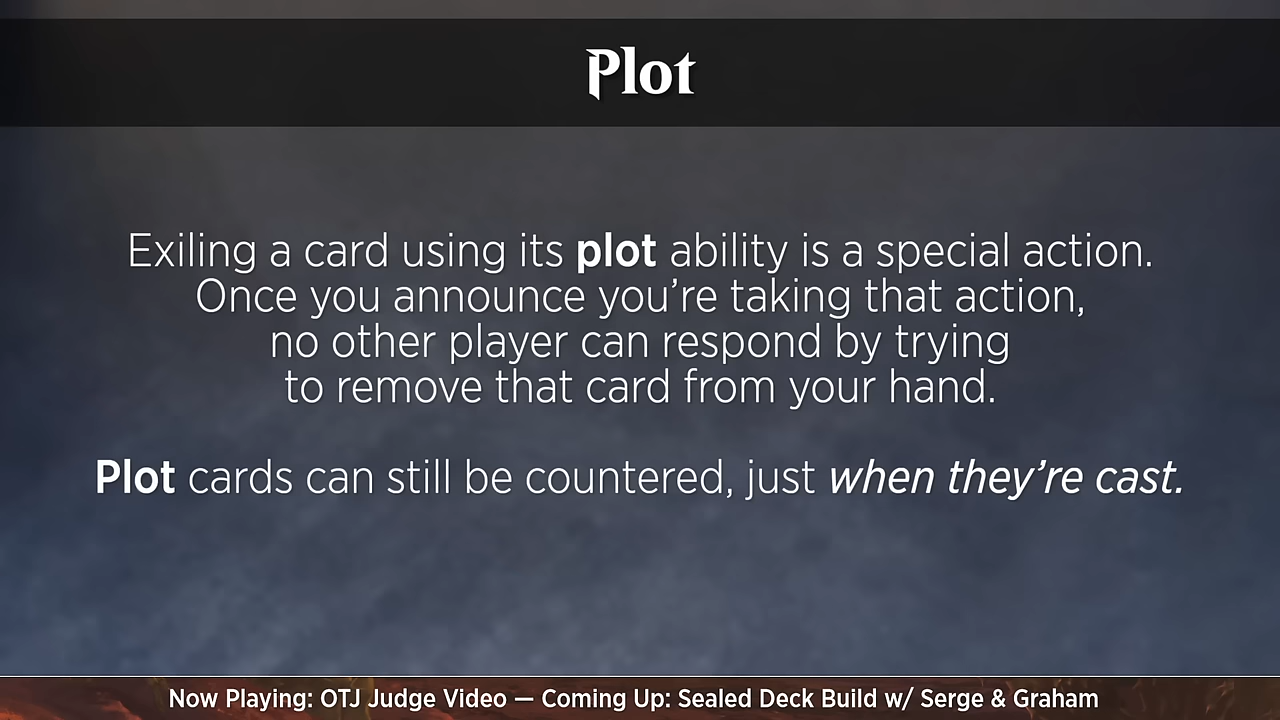 Plot
Exiling a card using its plot ability is a special action.
Once you announce you’re taking that action,
no other player can respond by trying
to remove that card from your hand.
Plot cards can still be countered, just when they’re cast.
Now Playing: OTJ Judge Video — Coming Up: Sealed Deck Build w/ Serge & Graham